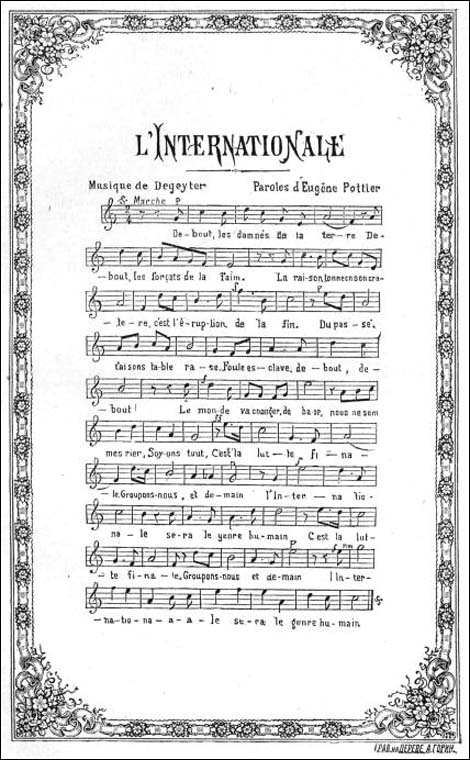 L'INTERNATIONALE
Musique de Degeyter Paroles d'Eugène Pottier
Marche P
De-bout, les damnés de la ter-re De-
-bout, les forçats de la faim. La rai-son, tonne en son cra-
-te-re, c'est l'é-rup-tion de la fin. Du pas-sé,
faisons ta-ble ra-se, Foule es-clave, de-bout, de-
-bout! Le mon-de va changer, de ba-se, nous ne som
mes rien, Soy-ons tout, C'est la lut-te fi-na-
-le. Groupons-nous, et de-main l'In-ter-na tio-
na-le se-ra le genre hu-main C'est la lut-
-te fi-na-le, Groupons-nous et demain l'Inter-
-na-tio-na-a-a-le se-ra le genre hu-main
ГРАВ. НА ДЕРЕВЕ А. ГОРИН.